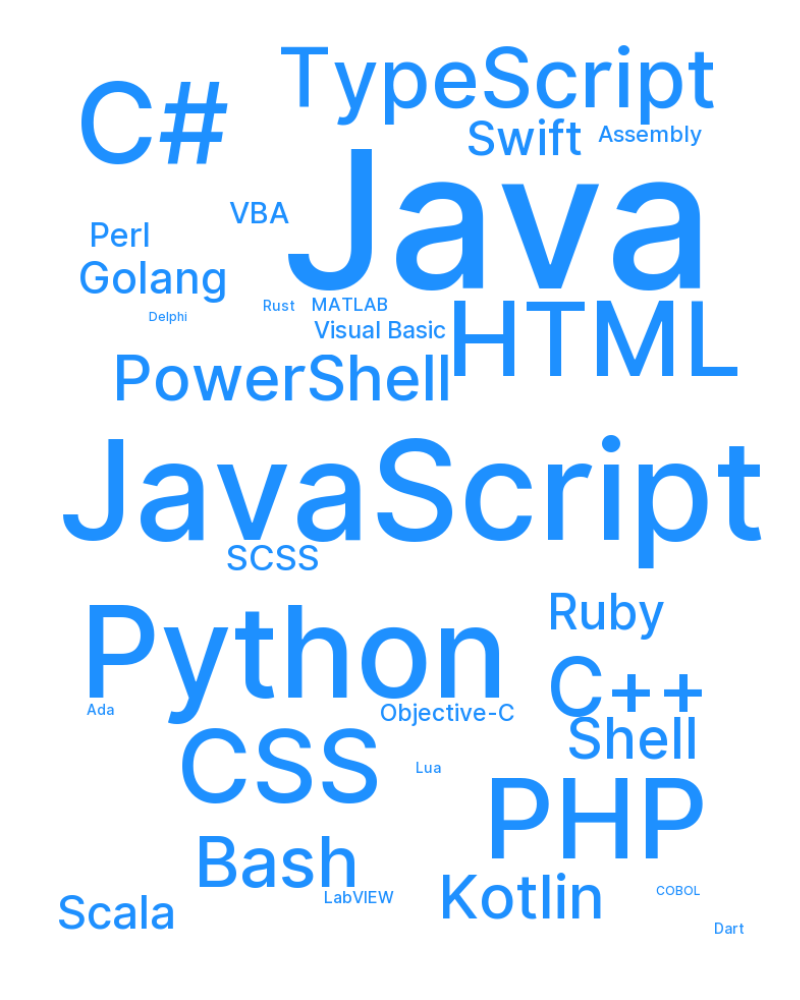 TypeScript
C#
Swift
Assembly
Java
VBA
Perl
Golang
Rust
MATLAB
Delphi
Visual Basic
HTML
PowerShell
JavaScript
SCSS
Python
Ruby
C++
Ada
Objective-C
Shell
CSS
Lua
PHP
Bash
Kotlin
COBOL
LabVIEW
Scala
Dart